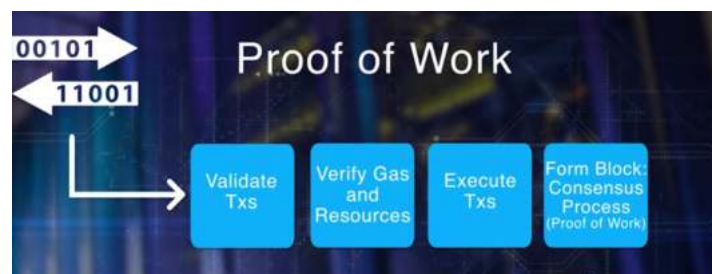 00101
11001
Proof of Work
Validate
Txs
Verify Gas
and
Resources
Execute
Txs
Form Block:
Consensus
Process
(Proof of Work)